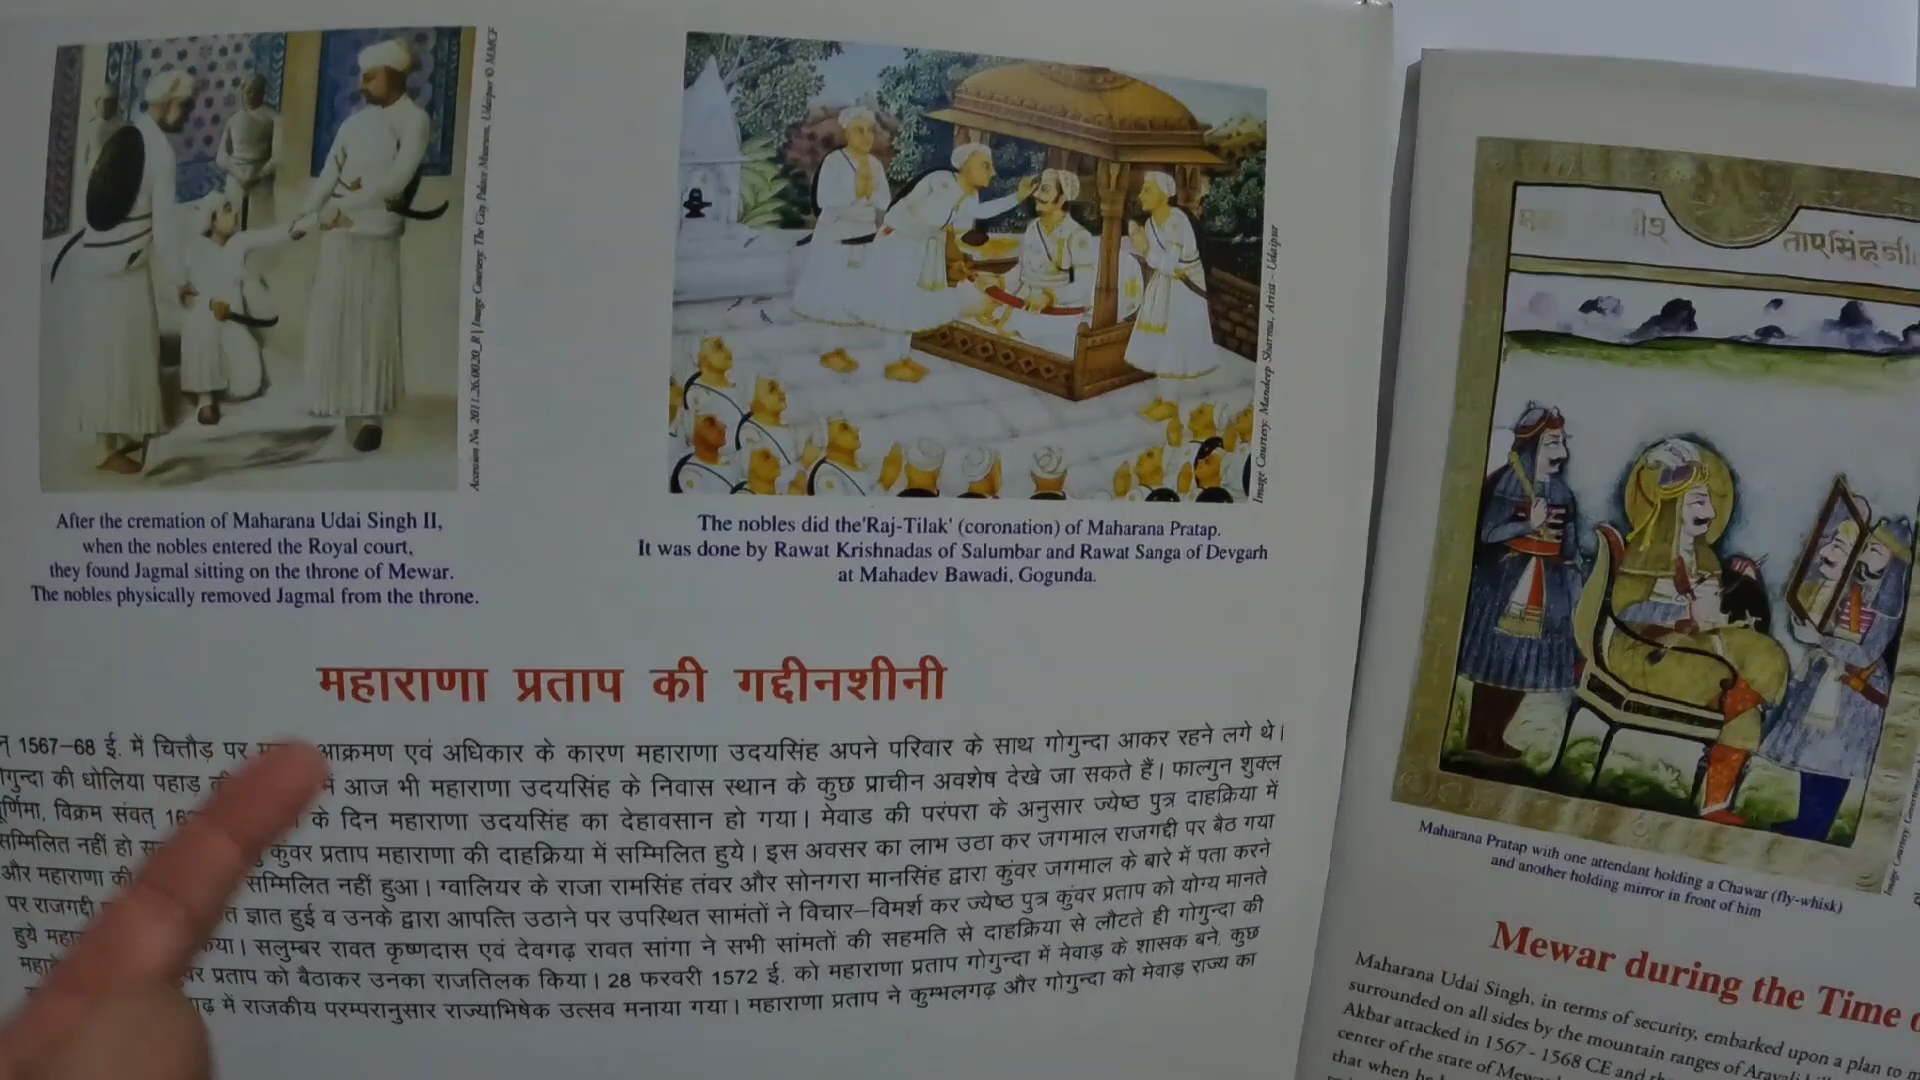 Accession No. 2011.26.0020_R | Image Courtesy: The City Palace Museum, Udaipur © MMCF
After the cremation of Maharana Udai Singh II,
when the nobles entered the Royal court,
they found Jagmal sitting on the throne of Mewar.
The nobles physically removed Jagmal from the throne.
Image Courtesy: Mandeep Sharma, Artist - Udaipur
The nobles did the'Raj-Tilak' (coronation) of Maharana Pratap.
It was done by Rawat Krishnadas of Salumbar and Rawat Sanga of Devgarh
at Mahadev Bawadi, Gogunda.
महाराणा प्रताप की गद्दीनशीनी
1567–68 ई. में चित्तौड़ पर आक्रमण एवं अधिकार के कारण महाराणा उदयसिंह अपने परिवार के साथ गोगुन्दा आकर रहने लगे थे।
की धोलिया पहाड़ में आज भी महाराणा उदयसिंह के निवास स्थान के कुछ प्राचीन अवशेष देखे जा सकते हैं। फाल्गुन शुक्ल
विक्रम संवत् के दिन महाराणा उदयसिंह का देहावसान हो गया। मेवाड की परंपरा के अनुसार ज्येष्ठ पुत्र दाहक्रिया में
सम्मिलित नहीं हो कुंवर प्रताप महाराणा की दाहक्रिया में सम्मिलित हुये। इस अवसर का लाभ उठा कर जगमाल राजगद्दी पर बैठ गया
और महाराणा की सम्मिलित नहीं हुआ। ग्वालियर के राजा रामसिंह तंवर और सोनगरा मानसिंह द्वारा कुंवर जगमाल के बारे में पता करने
पर राजगद्दी ज्ञात हुई व उनके द्वारा आपत्ति उठाने पर उपस्थित सामंतों ने विचार–विमर्श कर ज्येष्ठ पुत्र कुंवर प्रताप को योग्य मानते
हुये सलुम्बर रावत कृष्णदास एवं देवगढ़ रावत सांगा ने सभी सांमतों की सहमति से दाहक्रिया से लौटते ही गोगुन्दा की
प्रताप को बैठाकर उनका राजतिलक किया। 28 फरवरी 1572 ई. को महाराणा प्रताप गोगुन्दा में मेवाड़ के शासक बने. कुछ
में राजकीय परम्परानुसार राज्याभिषेक उत्सव मनाया गया। महाराणा प्रताप ने कुम्भलगढ़ और गोगुन्दा को मेवाड़ राज्य का
Maharana Pratap with one attendant holding a Chawar (fly-whisk)
and another holding mirror in front of him
Mewar during the Time
Maharana Udai Singh, in terms of security, embarked upon a plan to
surrounded on all sides by the mountain ranges of Aravali
Akbar attacked in 1567 - 1568 CE and
center of the state of
that when